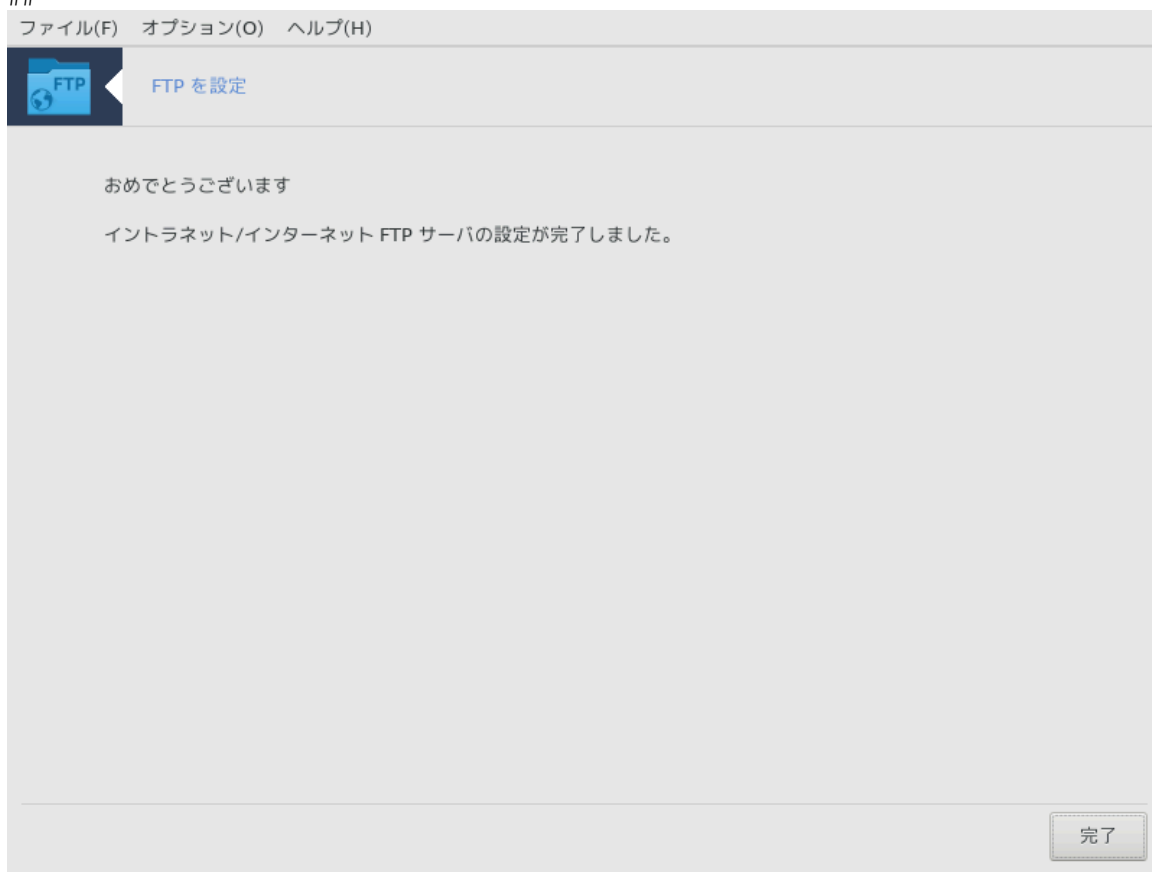 ファイル(F) オプション(O) ヘルプ(H)
FTP
FTP を設定
おめでとうございます
イントラネット/インターネット FTP サーバの設定が完了しました。
完了